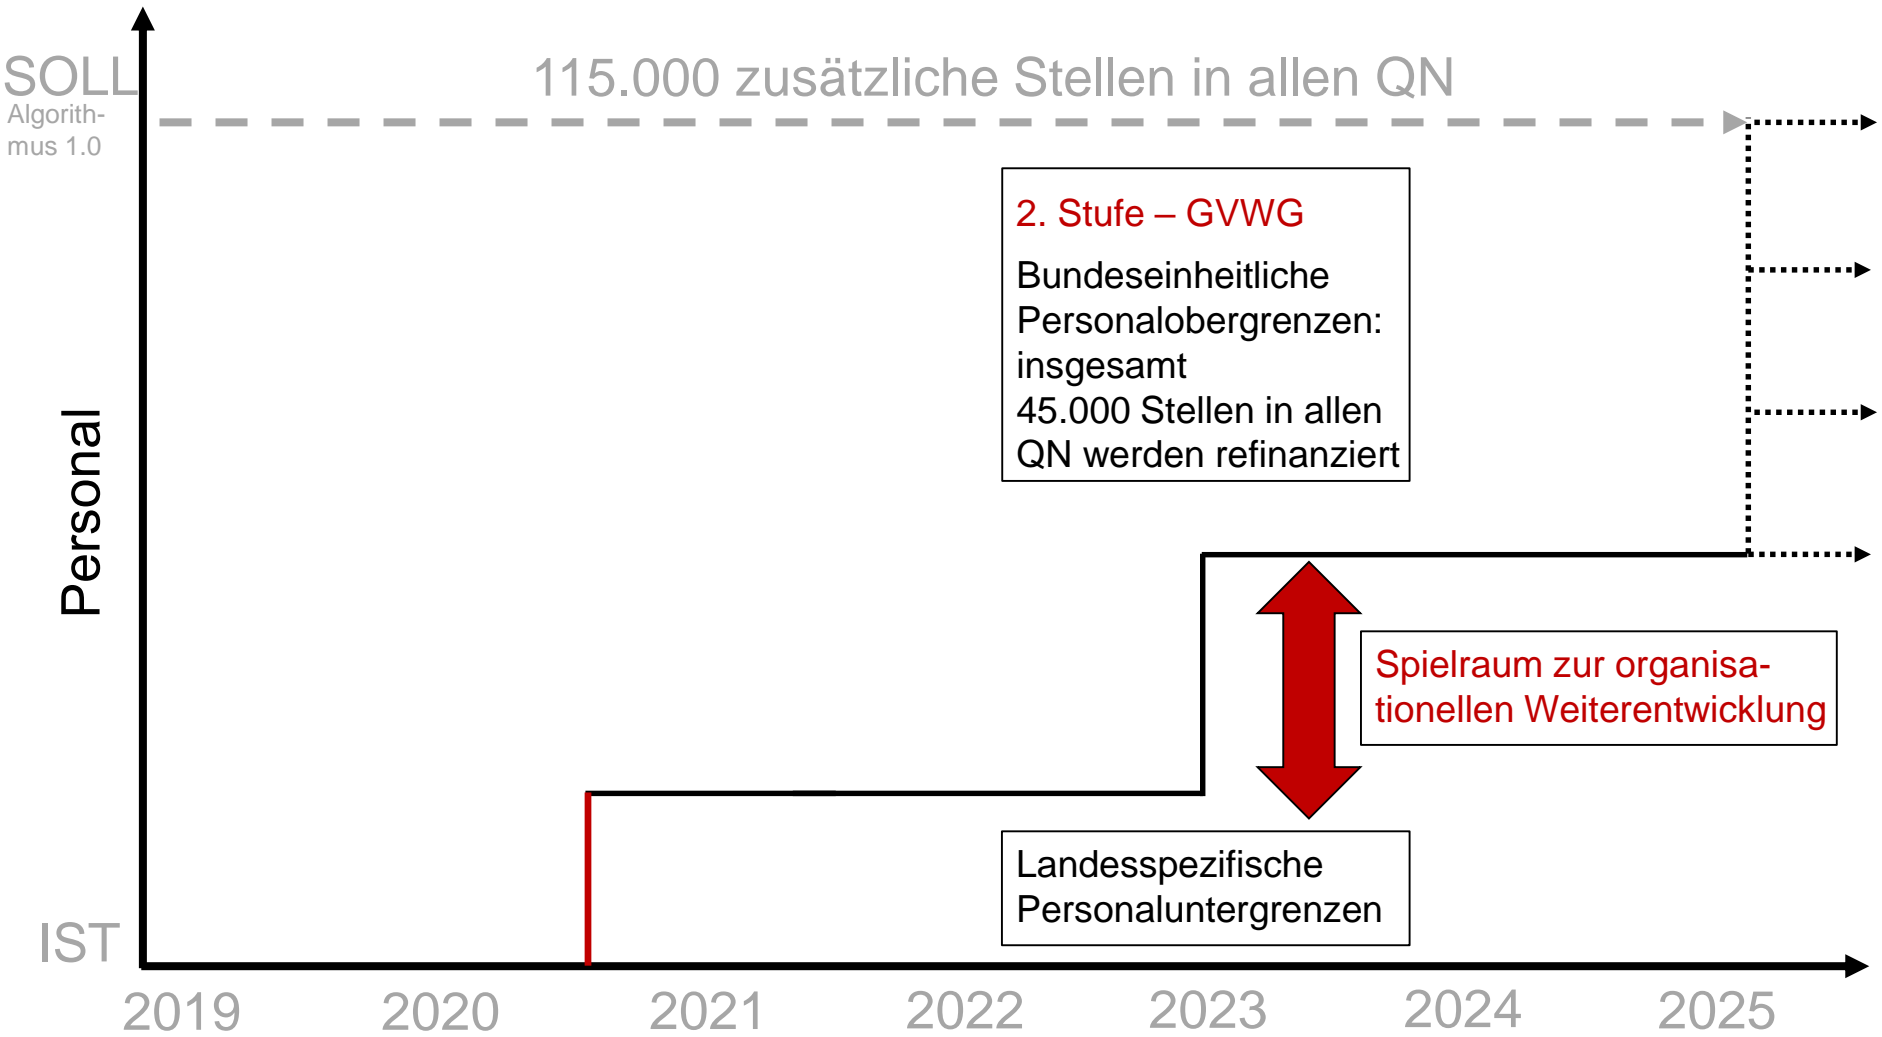 SOLL
Algorith-
mus 1.0
115.000 zusätzliche Stellen in allen QN
2. Stufe – GVWG
Bundeseinheitliche
Personalobergrenzen:
insgesamt
45.000 Stellen in allen
QN werden refinanziert
Personal
Spielraum zur organisa-
tionellen Weiterentwicklung
Landesspezifische
Personaluntergrenzen
IST
2019 2020 2021 2022 2023 2024 2025